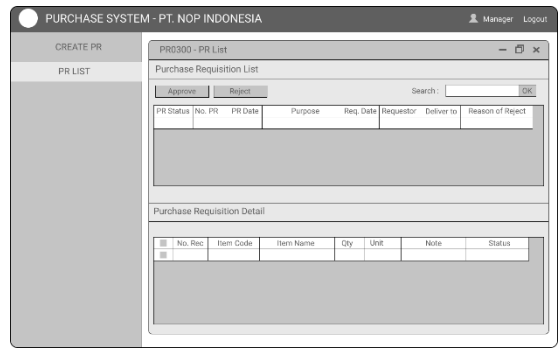 PURCHASE SYSTEM - PT. NOP INDONESIA
Manager Logout
CREATE PR
PR LIST
PR0300 - PR List
Purchase Requisition List
Approve Reject Search : OK
PR Status No. PR PR Date Purpose Req. Date Requestor Deliver to Reason of Reject
Purchase Requisition Detail
No. Rec Item Code Item Name Qty Unit Note Status